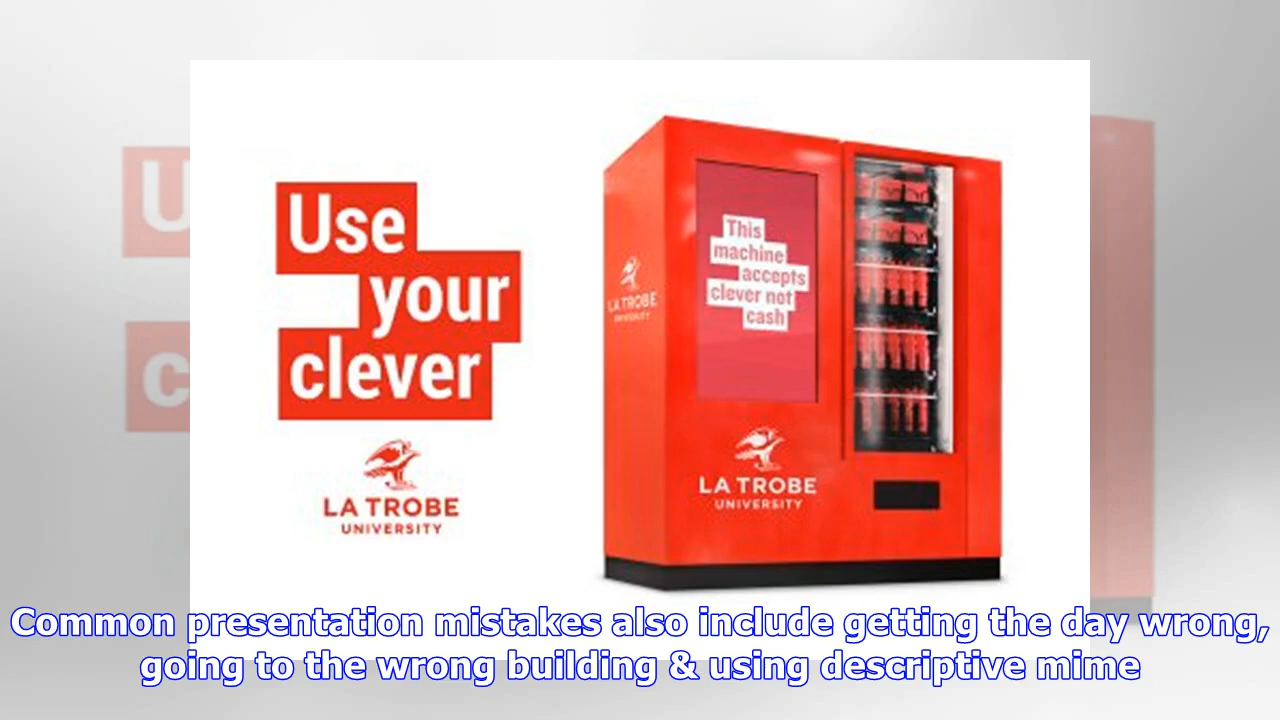 Use
your
clever
LA TROBE
UNIVERSITY
LA TROBE
UNIVERSITY
This
machine
accepts
clever not
cash
LA TROBE
UNIVERSITY
U
c
Common presentation mistakes also include getting the day wrong,
going to the wrong building & using descriptive mime